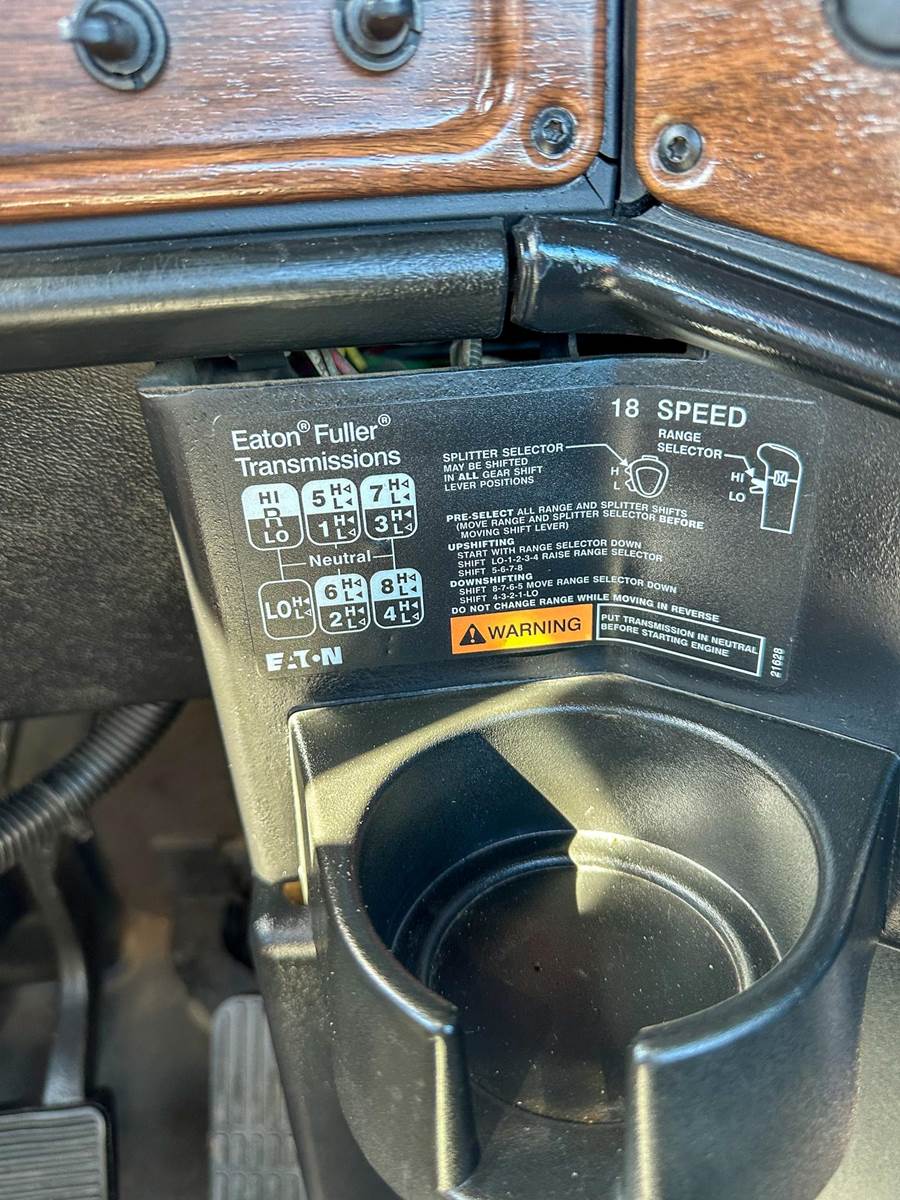 18 SPEED
Eaton® Fuller®
Transmissions
HI
R
LO
5 H L
1 H L
7 H L
3 H L
Neutral
LO H L
6 H L
2 H L
8 H L
4 H L
EATON
SPLITTER SELECTOR
MAY BE SHIFTED
IN ALL GEAR SHIFT
LEVER POSITIONS
H
L
RANGE
SELECTOR
HI
LO
PRE-SELECT ALL RANGE AND SPLITTER SHIFTS
(MOVE RANGE AND SPLITTER SELECTOR BEFORE
MOVING SHIFT LEVER)
UPSHIFTING
START WITH RANGE SELECTOR DOWN
SHIFT LO-1-2-3-4 RAISE RANGE SELECTOR
SHIFT 5-6-7-8
DOWNSHIFTING
SHIFT 8-7-6-5 MOVE RANGE SELECTOR DOWN
SHIFT 4-3-2-1-LO
DO NOT CHANGE RANGE WHILE MOVING IN REVERSE
WARNING
PUT TRANSMISSION IN NEUTRAL
BEFORE STARTING ENGINE
21628